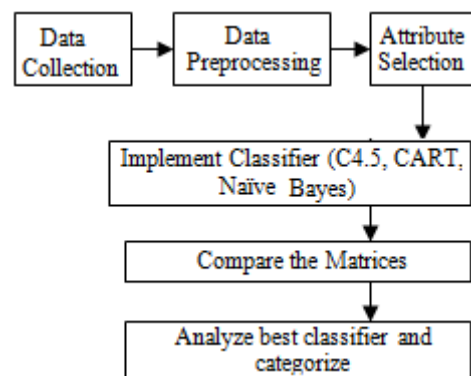 Data
Collection
Data
Preprocessing
Attribute
Selection
Implement Classifier (C4.5, CART,
Naïve Bayes)
Compare the Matrices
Analyze best classifier and
categorize